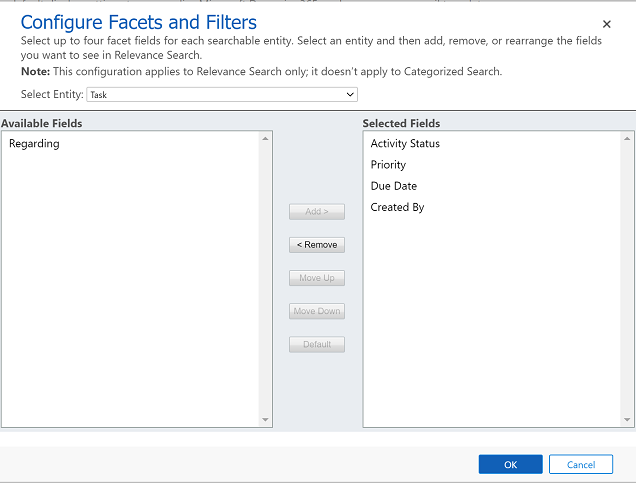 Configure Facets and Filters
Select up to four facet fields for each searchable entity. Select an entity and then add, remove, or rearrange the fields
you want to see in Relevance Search.
Note: This configuration applies to Relevance Search only; it doesn't apply to Categorized Search.
Select Entity: Task
Available Fields
Regarding
Add >
< Remove
Move Up
Move Down
Default
Selected Fields
Activity Status
Priority
Due Date
Created By
OK
Cancel